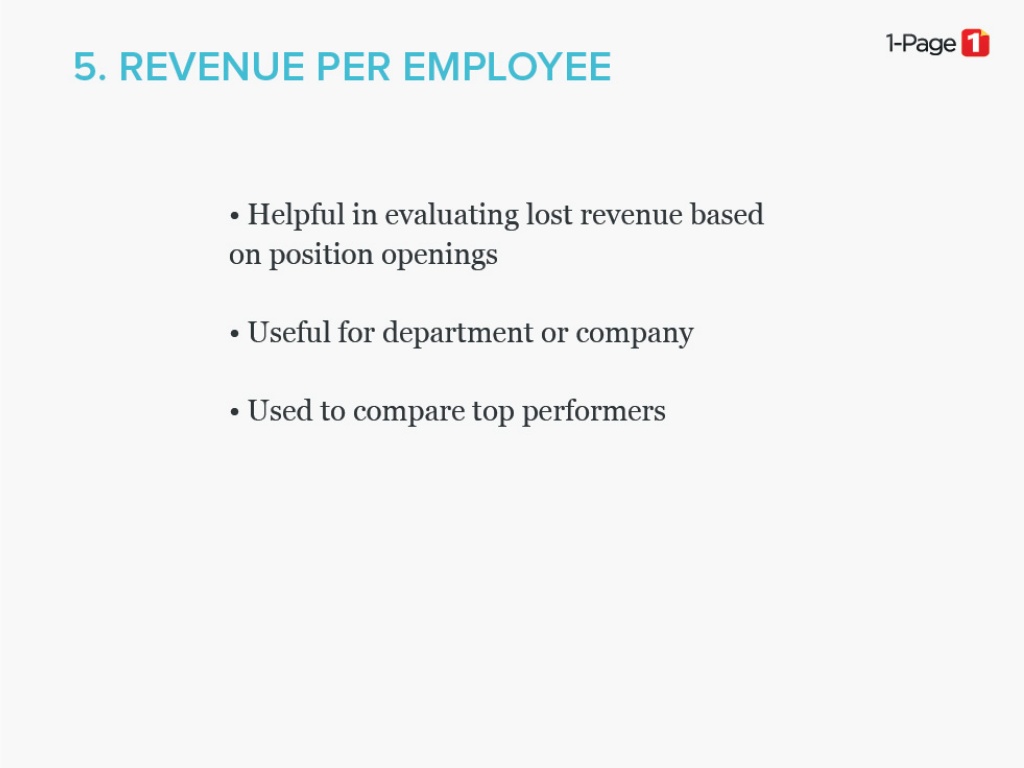 1-Page 1
5. REVENUE PER EMPLOYEE
• Helpful in evaluating lost revenue based
on position openings
• Useful for department or company
• Used to compare top performers